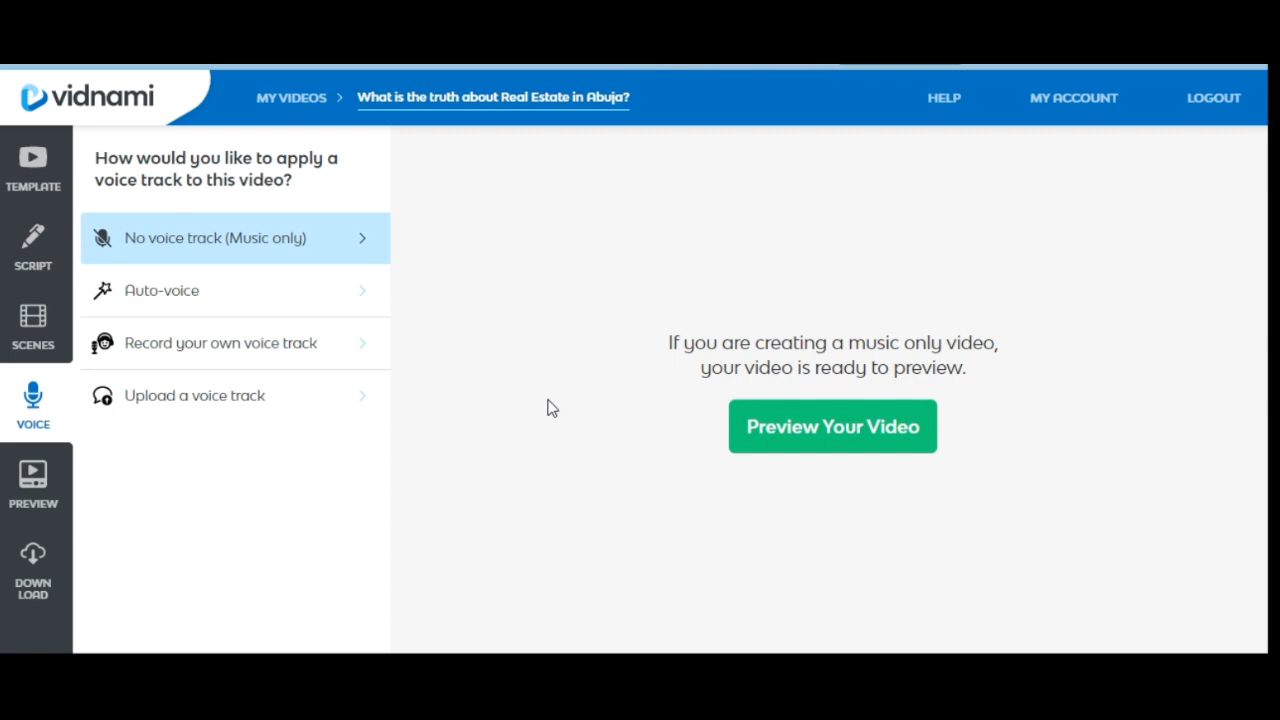 vidnami
MY VIDEOS > What is the truth about Real Estate in Abuja?
HELP
MY ACCOUNT
LOGOUT
TEMPLATE
SCRIPT
SCENES
VOICE
PREVIEW
DOWN
LOAD
How would you like to apply a
voice track to this video?
No voice track (Music only)
Auto-voice
Record your own voice track
Upload a voice track
If you are creating a music only video,
your video is ready to preview.
Preview Your Video